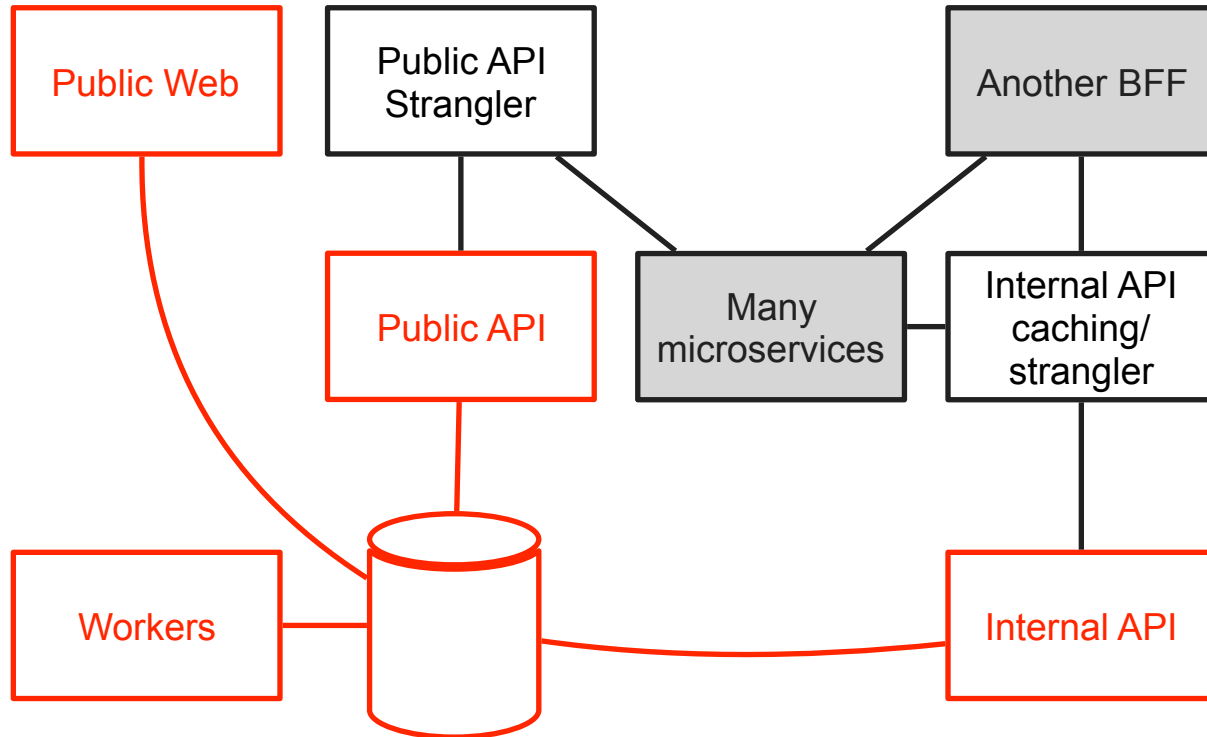 Public Web
Public API
Strangler
Another BFF
Public API
Many
microservices
Internal API
caching/
strangler
Workers
Internal API